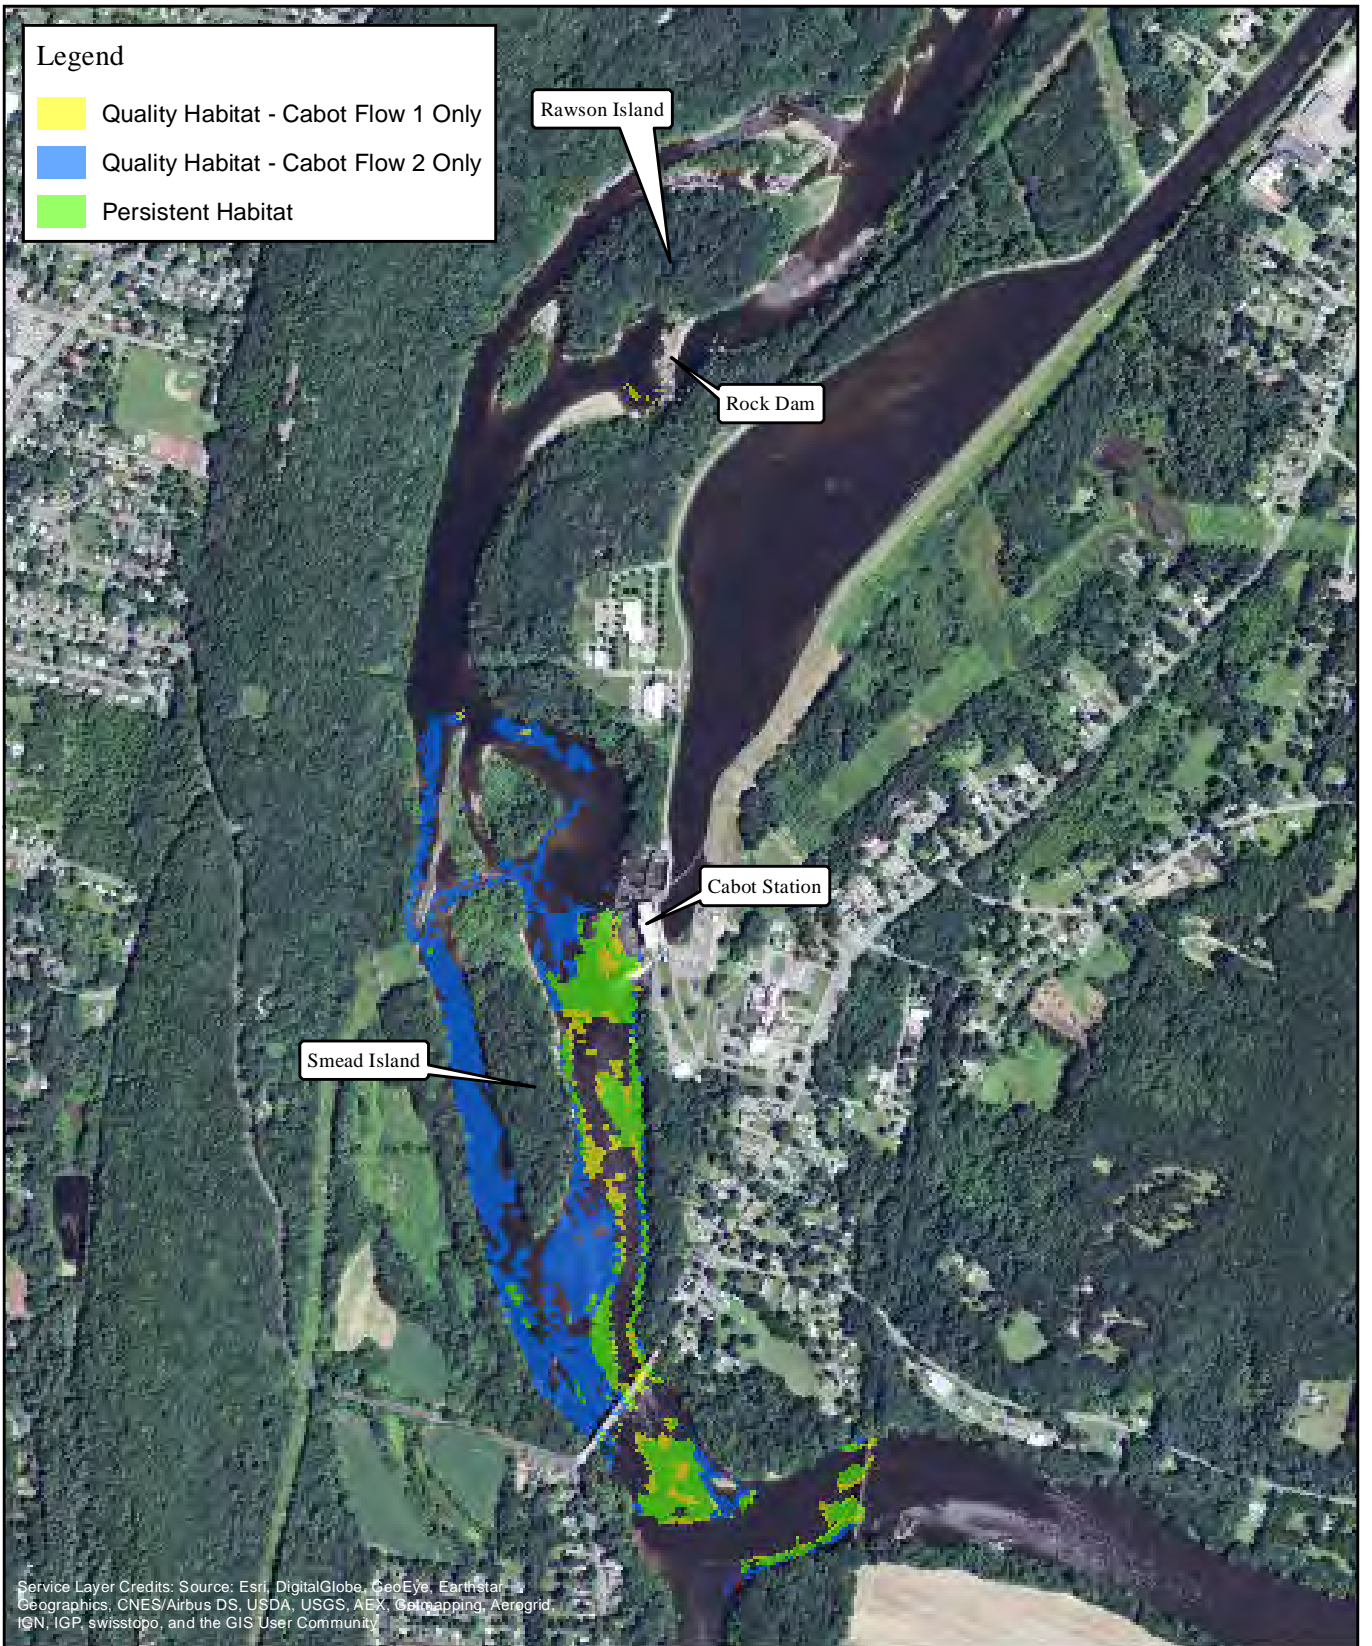 Legend
Quality Habitat - Cabot Flow 1 Only
Quality Habitat - Cabot Flow 2 Only
Persistent Habitat
Rawson Island
Rock Dam
Cabot Station
Smead Island
Service Layer Credits: Source: Esri, DigitalGlobe, GeoEye, Earthstar
Geographics, CNES/Airbus DS, USDA, USGS, AEX, Getmapping, Aerogrid,
IGN, IGP, swisstopo, and the GIS User Community